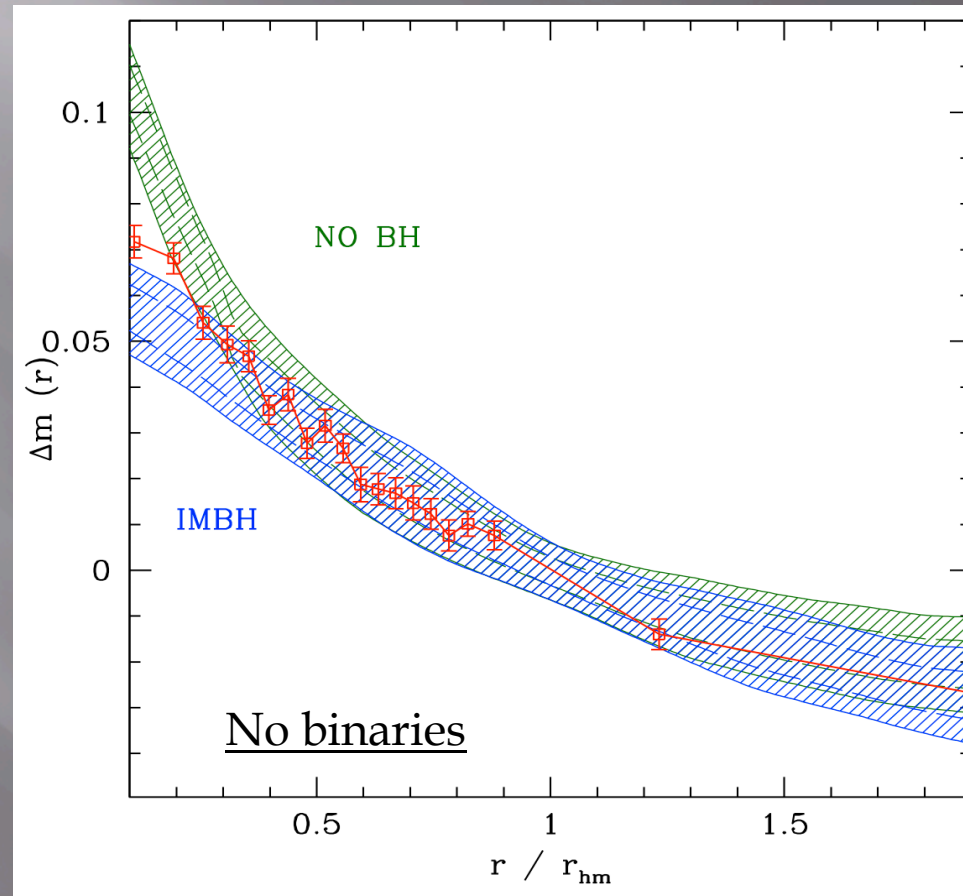 0.1
NO BH
0.05
Δm (r)
IMBH
0
No binaries
0.5
1
1.5
r / r_hm